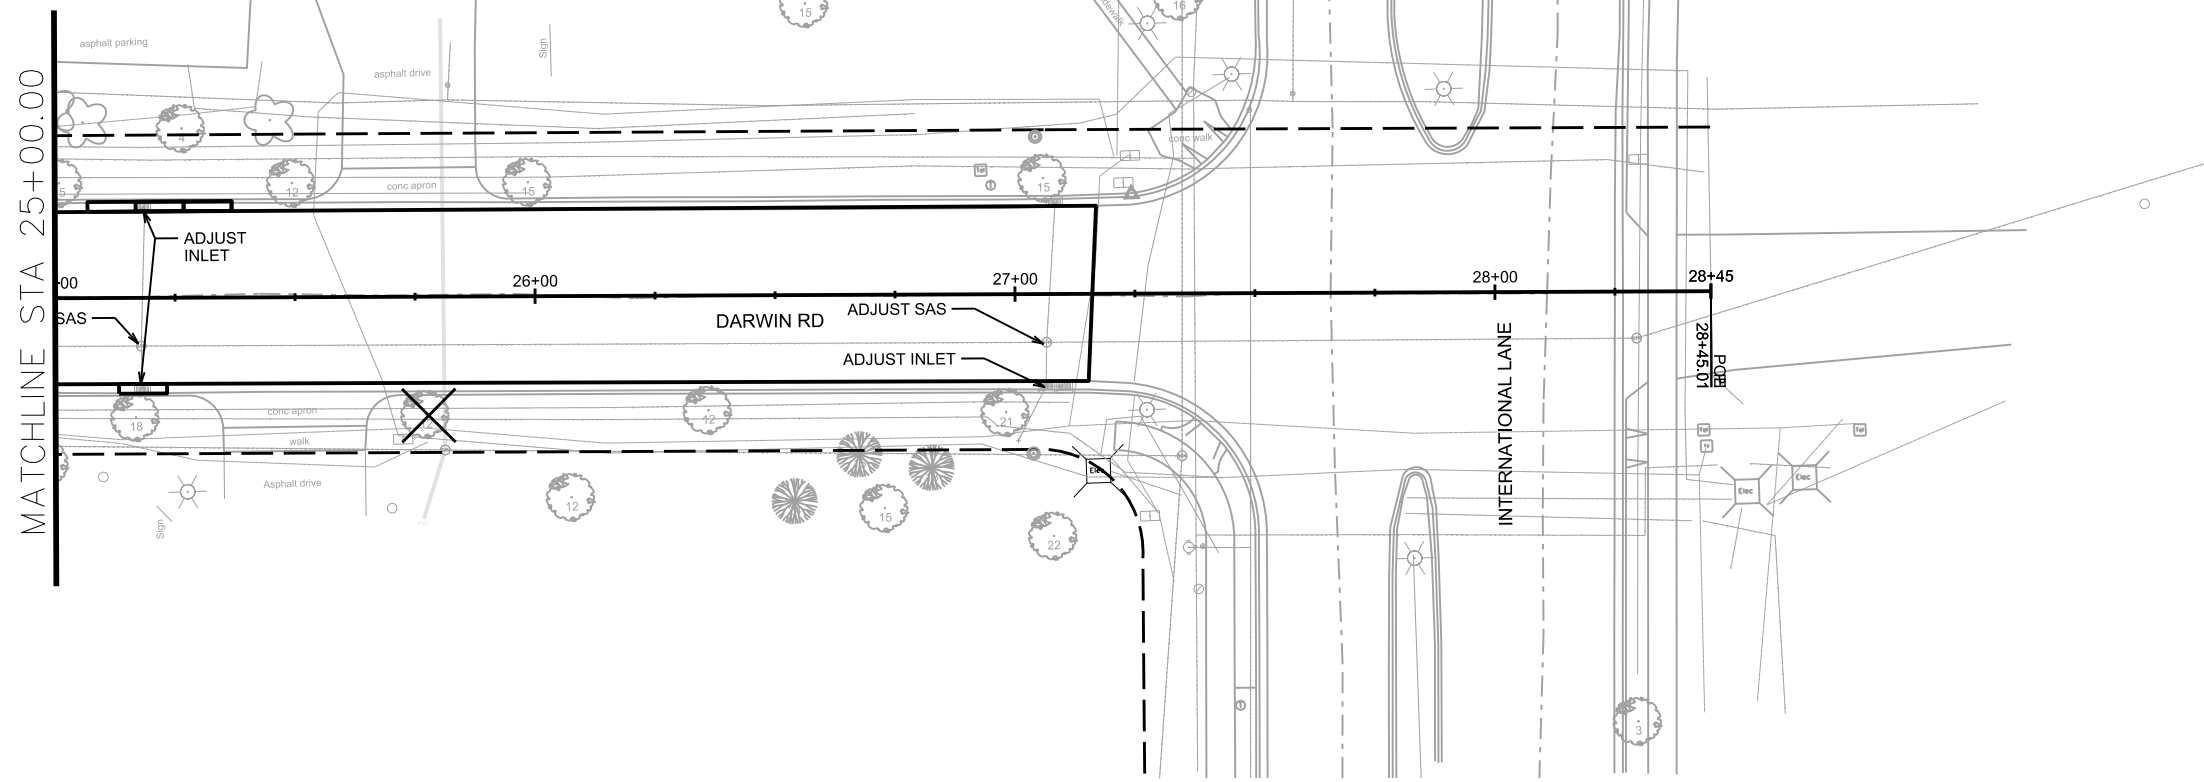 MATCHLINE STA 25+00.00
asphalt parking
asphalt drive
Sign
15
16
4
12
15
15
conc apron
conc walk
ADJUST
INLET
26+00
27+00
28+00
28+45
SAS
DARWIN RD
ADJUST SAS
ADJUST INLET
INTERNATIONAL LANE
28+45.01
18
conc apron
walk
Asphalt drive
Sign
12
12
15
21
22
Elec
Elec
Elec
3